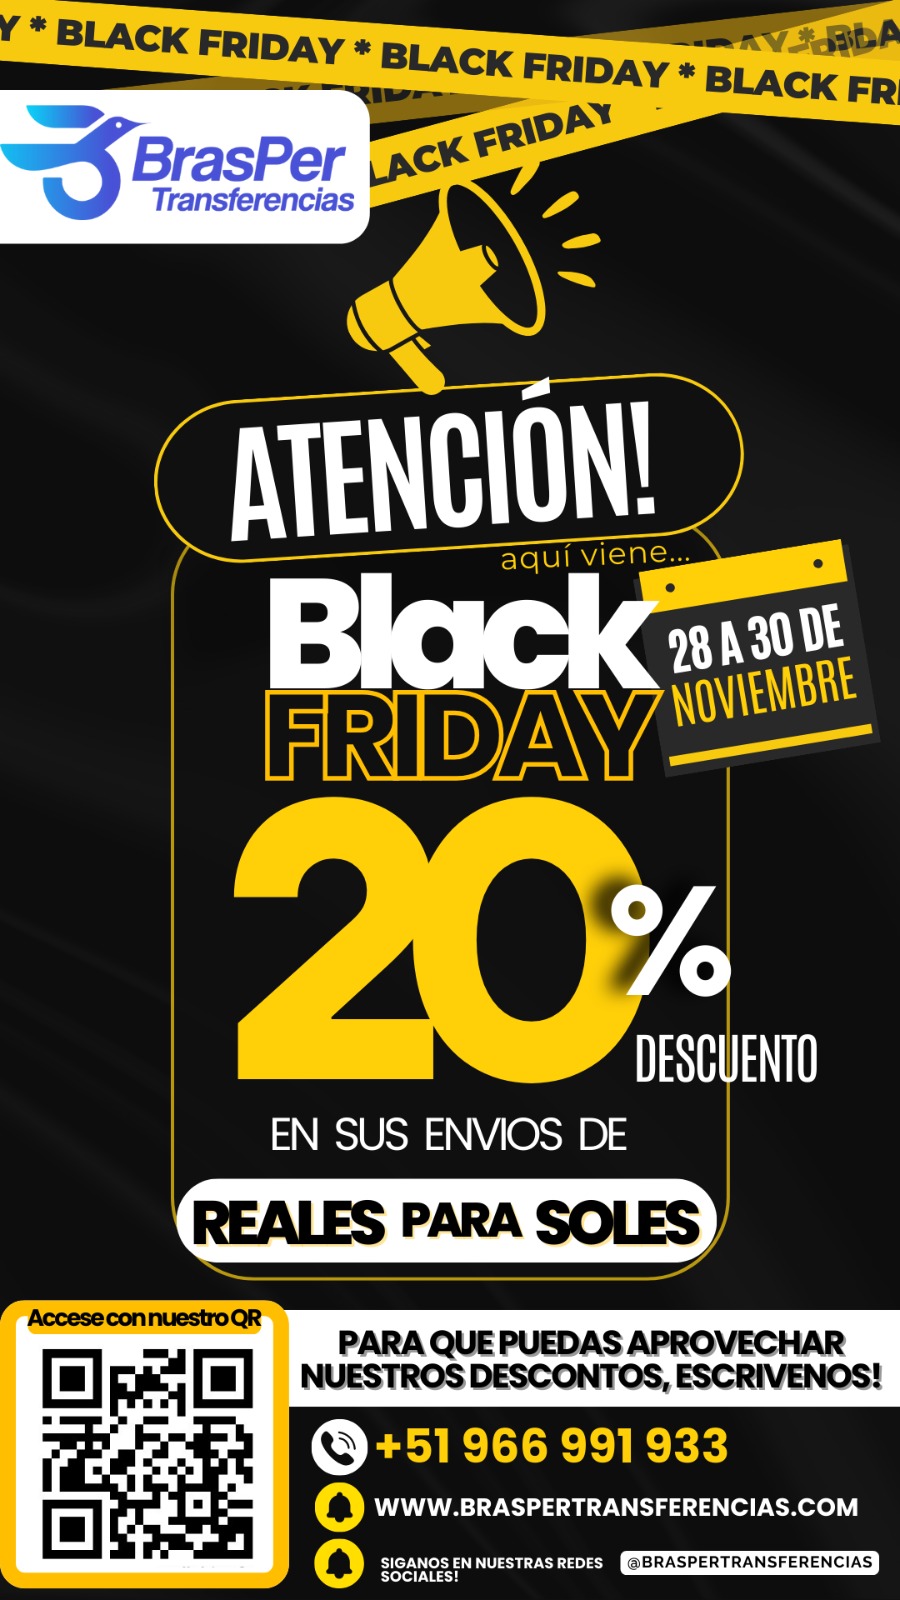 Y * BLACK FRIDAY * BLACK FRIDAY * BLACK FRI
LACK FRIDAY
BrasPer
Transferencias
ATENCIÓN!
aquí viene...
Black
FRIDAY
28 A 30 DE
NOVIEMBRE
20%
DESCUENTO
EN SUS ENVIOS DE
REALES PARA SOLES
Accese con nuestro QR
PARA QUE PUEDAS APROVECHAR
NUESTROS DESCONTOS, ESCRIVENOS!
+51 966 991 933
WWW.BRASPERTRANSFERENCIAS.COM
SIGANOS EN NUESTRAS REDES
SOCIALES!
@BRASPERTRANSFERENCIAS